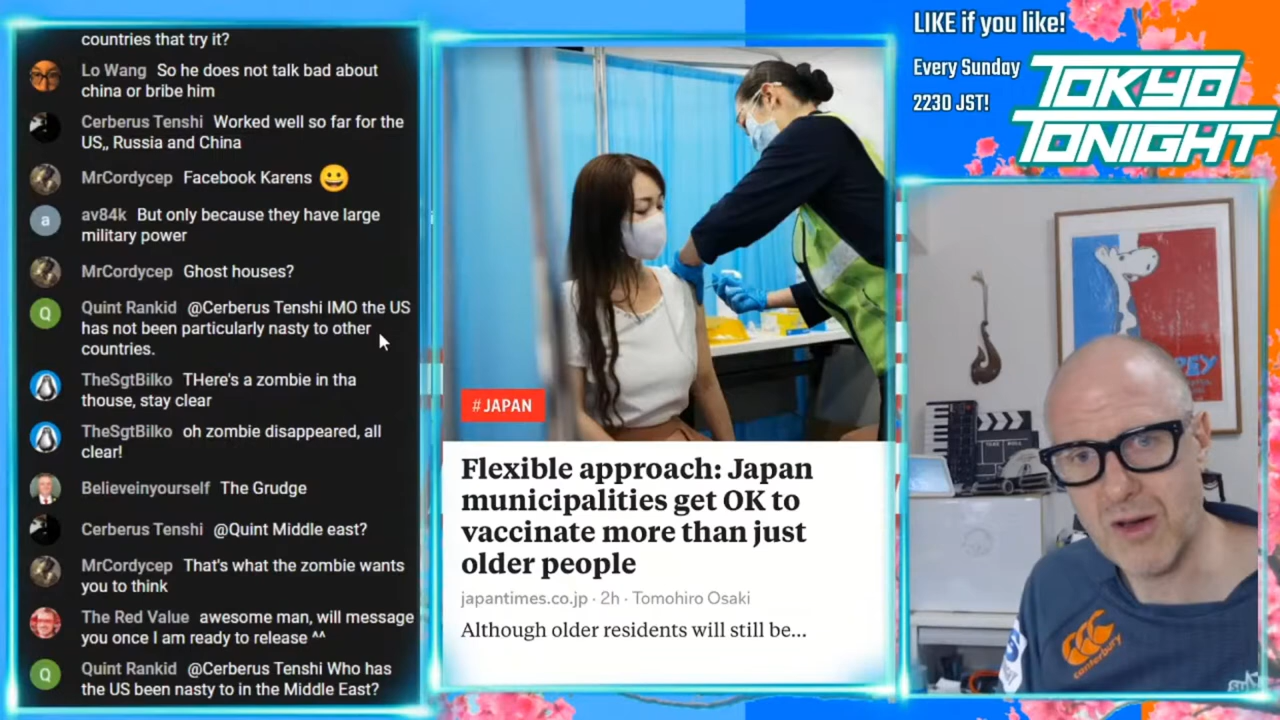 countries that try it?
Lo Wang So he does not talk bad about
china or bribe him
Cerberus Tenshi Worked well so far for the
US,, Russia and China
MrCordycep Facebook Karens 😀
a
av84k But only because they have large
military power
MrCordycep Ghost houses?
Q
Quint Rankid @Cerberus Tenshi IMO the US
has not been particularly nasty to other
countries.
TheSgtBilko THere's a zombie in tha
thouse, stay clear
TheSgtBilko oh zombie disappeared, all
clear!
Believeinyourself The Grudge
Cerberus Tenshi @Quint Middle east?
MrCordycep That's what the zombie wants
you to think
The Red Value awesome man, will message
you once I am ready to release ^^
Q
Quint Rankid @Cerberus Tenshi Who has
the US been nasty to in the Middle East?
#JAPAN
Flexible approach: Japan
municipalities get OK to
vaccinate more than just
older people
japantimes.co.jp · 2h · Tomohiro Osaki
Although older residents will still be...
LIKE if you like!
Every Sunday
2230 JST!
TOKYO
TONIGHT
canterbury